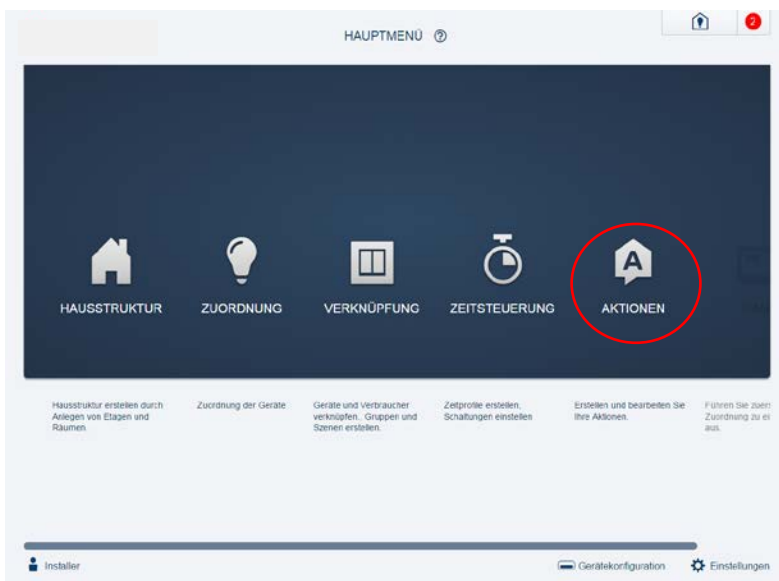 HAUPTMENÜ ?
2
HAUSSTRUKTUR
ZUORDNUNG
VERKNÜPFUNG
ZEITSTEUERUNG
A
AKTIONEN
Hausstruktur erstellen durch
Anlegen von Etagen und
Räumen.
Zuordnung der Geräte
Geräte und Verbraucher
verknüpfen.. Gruppen und
Szenen erstellen.
Zeitprofile erstellen,
Schaltungen einstellen
Erstellen und bearbeiten Sie
Ihre Aktionen.
Führen Sie zuers
Zuordnung zu ei
aus.
Installer
Gerätekonfiguration
Einstellungen